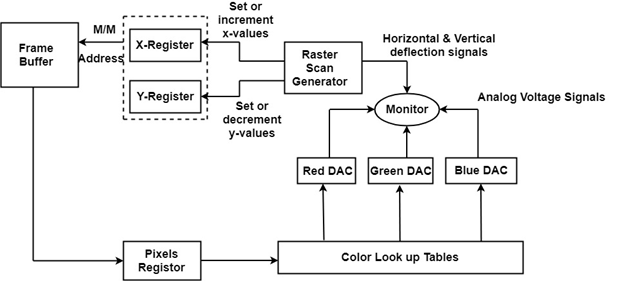 Set or
increment
x-values
M/M
Address
Frame
Buffer
X-Register
Y-Register
Set or
decrement
y-values
Raster
Scan
Generator
Horizontal & Vertical
deflection signals
Monitor
Analog Voltage Signals
Red DAC
Green DAC
Blue DAC
Pixels
Registor
Color Look up Tables